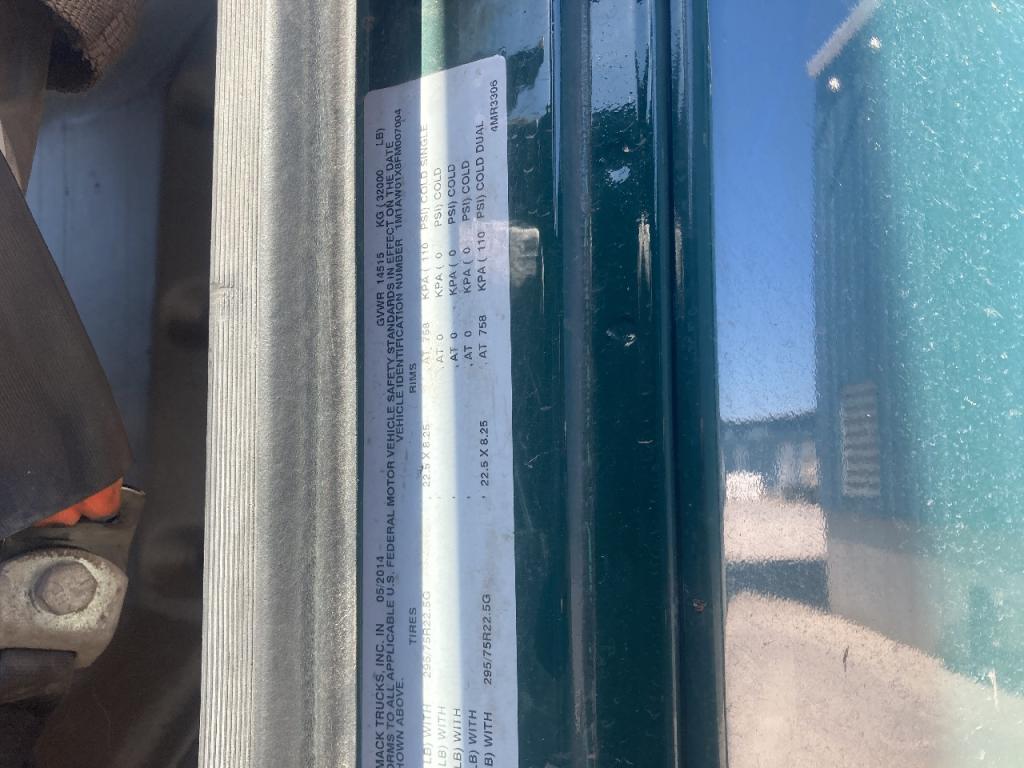 MACK TRUCKS, INC. IN 05/2014 GVWR 14515 KG ( 32000 LB)
ORMS TO ALL APPLICABLE U.S. FEDERAL MOTOR VEHICLE SAFETY STANDARDS IN EFFECT ON THE DATE
HOWN ABOVE. VEHICLE IDENTIFICATION NUMBER 1M1AW01X8FM007004
TIRES RIMS
LB) WITH 295/75R22.5G , 22.5 X 8.25 , AT 758 KPA ( 110 PSI) COLD SINGLE
LB) WITH , , AT 0 KPA ( 0 PSI) COLD
LB) WITH , , AT 0 KPA ( 0 PSI) COLD
LB) WITH , , AT 0 KPA ( 0 PSI) COLD
B) WITH 295/75R22.5G , 22.5 X 8.25 , AT 758 KPA ( 110 PSI) COLD DUAL
4MR3306